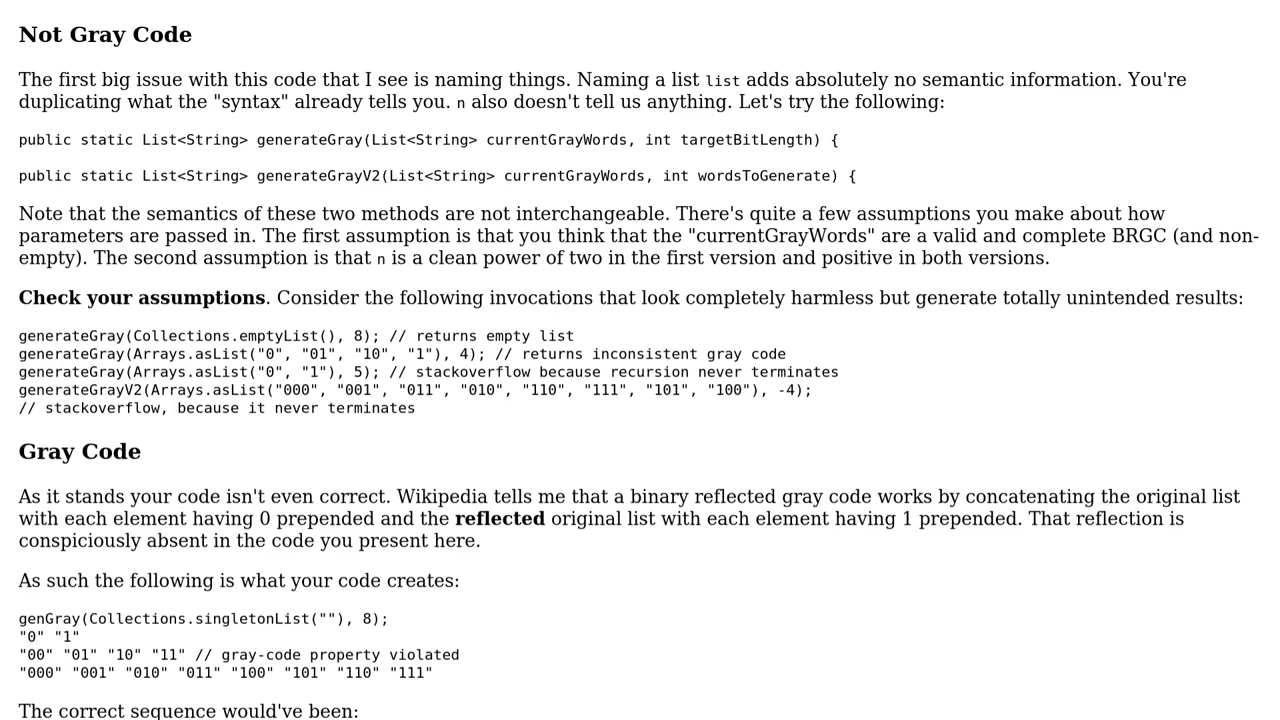 Not Gray Code
The first big issue with this code that I see is naming things. Naming a list list adds absolutely no semantic information. You're
duplicating what the "syntax" already tells you. n also doesn't tell us anything. Let's try the following:
public static List<String> generateGray(List<String> currentGrayWords, int targetBitLength) {
public static List<String> generateGrayV2(List<String> currentGrayWords, int wordsToGenerate) {
Note that the semantics of these two methods are not interchangeable. There's quite a few assumptions you make about how
parameters are passed in. The first assumption is that you think that the "currentGrayWords" are a valid and complete BRGC (and non-
empty). The second assumption is that n is a clean power of two in the first version and positive in both versions.
Check your assumptions. Consider the following invocations that look completely harmless but generate totally unintended results:
generateGray(Collections.emptyList(), 8); // returns empty list
generateGray(Arrays.asList("0", "01", "10", "1"), 4); // returns inconsistent gray code
generateGray(Arrays.asList("0", "1"), 5); // stackoverflow because recursion never terminates
generateGrayV2(Arrays.asList("000", "001", "011", "010", "110", "111", "101", "100"), -4);
// stackoverflow, because it never terminates
Gray Code
As it stands your code isn't even correct. Wikipedia tells me that a binary reflected gray code works by concatenating the original list
with each element having 0 prepended and the reflected original list with each element having 1 prepended. That reflection is
conspiciously absent in the code you present here.
As such the following is what your code creates:
genGray(Collections.singletonList(""), 8);
"0" "1"
"00" "01" "10" "11" // gray-code property violated
"000" "001" "010" "011" "100" "101" "110" "111"
The correct sequence would've been: